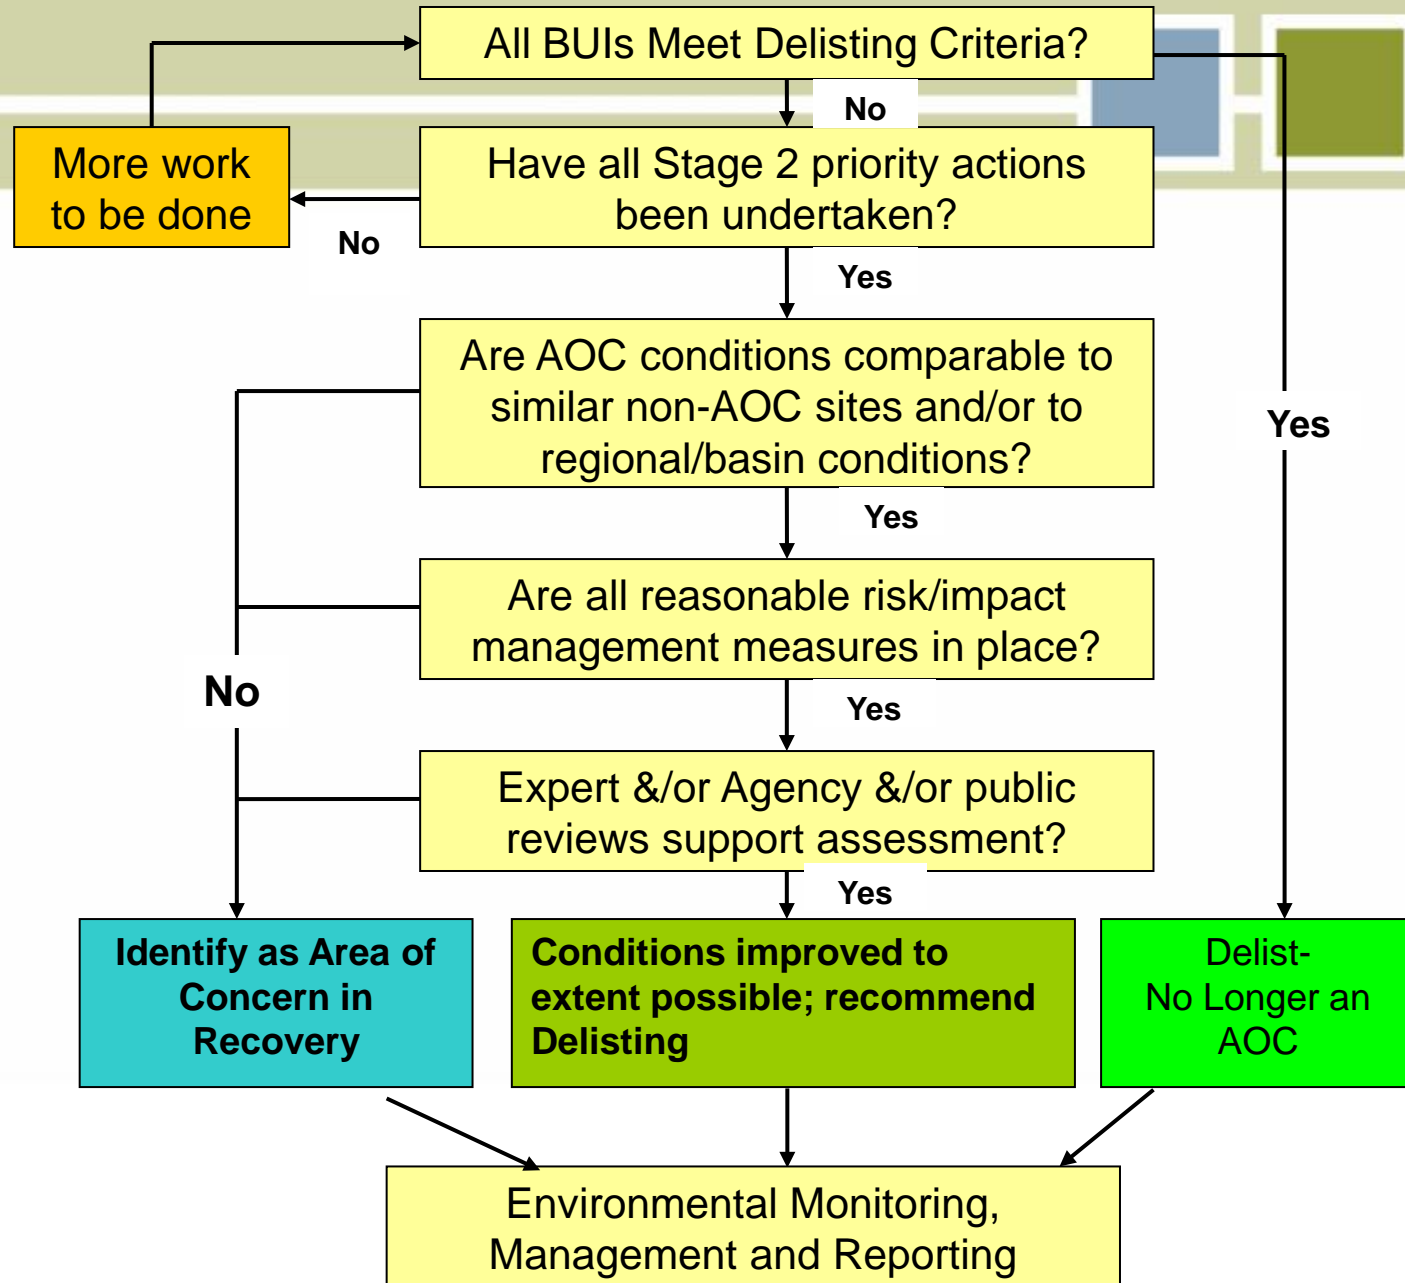 All BUIs Meet Delisting Criteria?
No
More work
to be done
Have all Stage 2 priority actions
been undertaken?
No
Yes
Are AOC conditions comparable to
similar non-AOC sites and/or to
regional/basin conditions?
Yes
Yes
Are all reasonable risk/impact
management measures in place?
No
Yes
Expert &/or Agency &/or public
reviews support assessment?
Yes
Identify as Area of
Concern in
Recovery
Conditions improved to
extent possible; recommend
Delisting
Delist-
No Longer an
AOC
Environmental Monitoring,
Management and Reporting